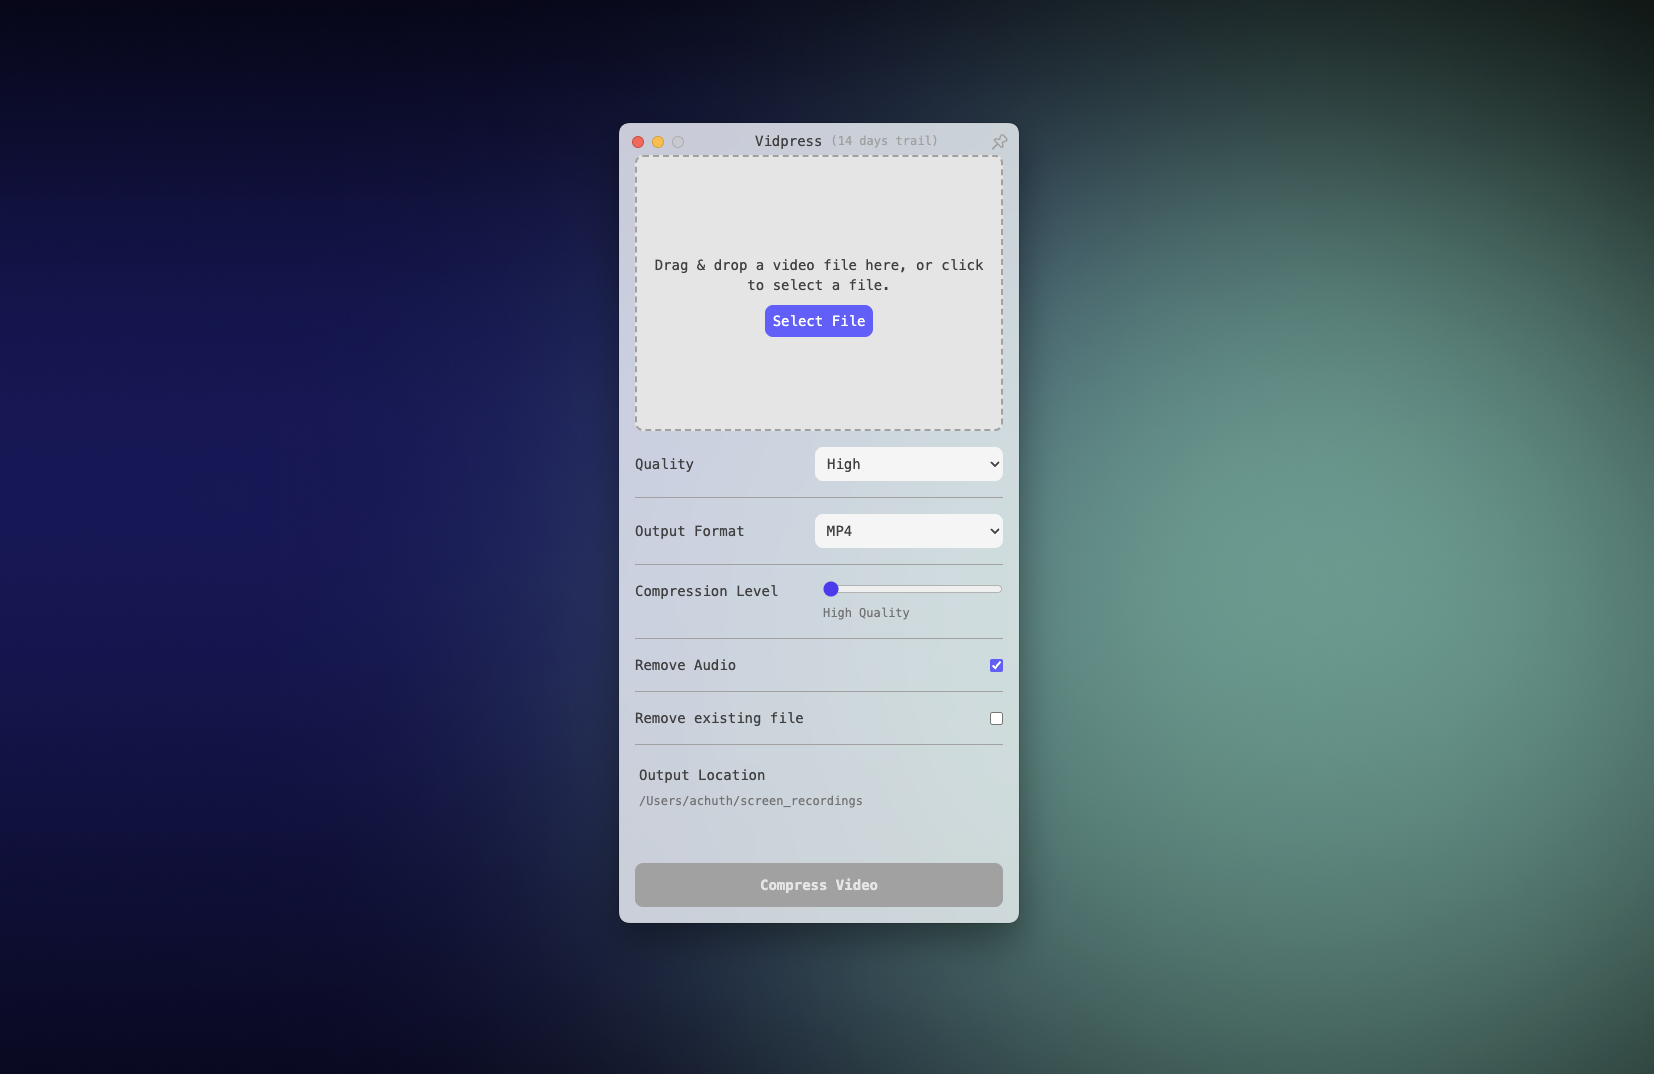 Vidpress (14 days trail)
Drag & drop a video file here, or click
to select a file.
Select File
Quality
High
Output Format
MP4
Compression Level
High Quality
Remove Audio
Remove existing file
Output Location
/Users/achuth/screen_recordings
Compress Video